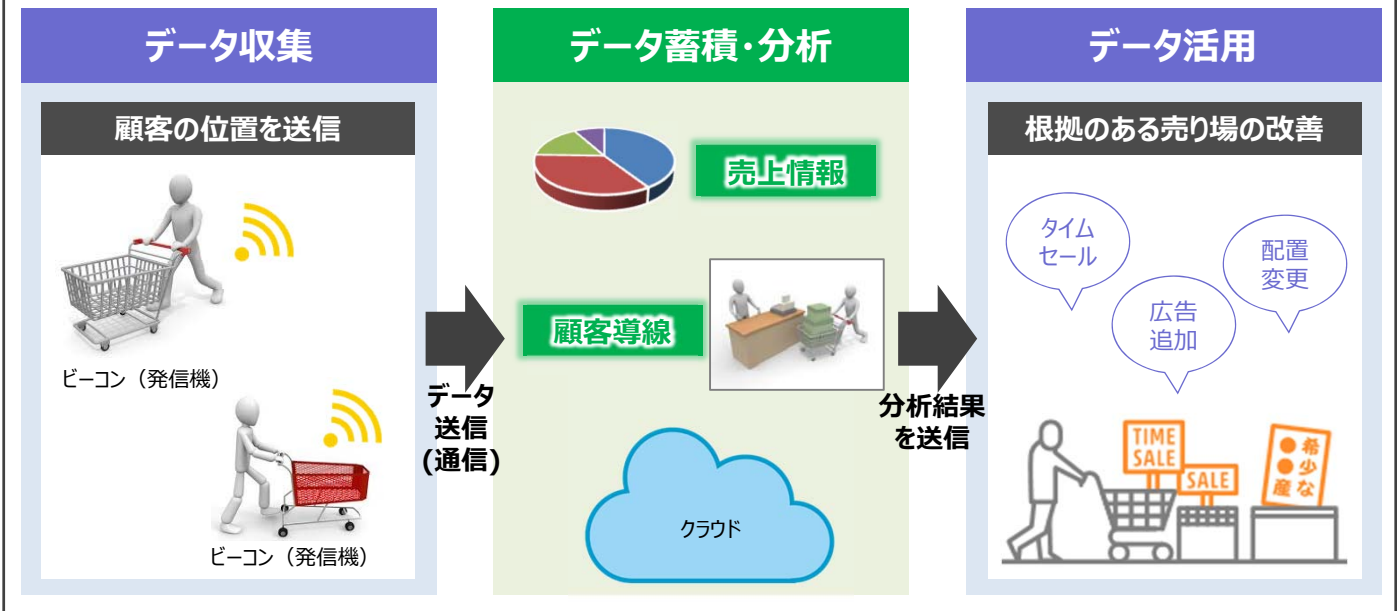 データ収集
顧客の位置を送信
ビーコン（発信機）
ビーコン（発信機）
データ
送信
(通信)
データ蓄積・分析
売上情報
顧客導線
クラウド
分析結果
を送信
データ活用
根拠のある売り場の改善
タイム
セール
広告
追加
配置
変更
TIME
SALE
SALE
希少な
●●産